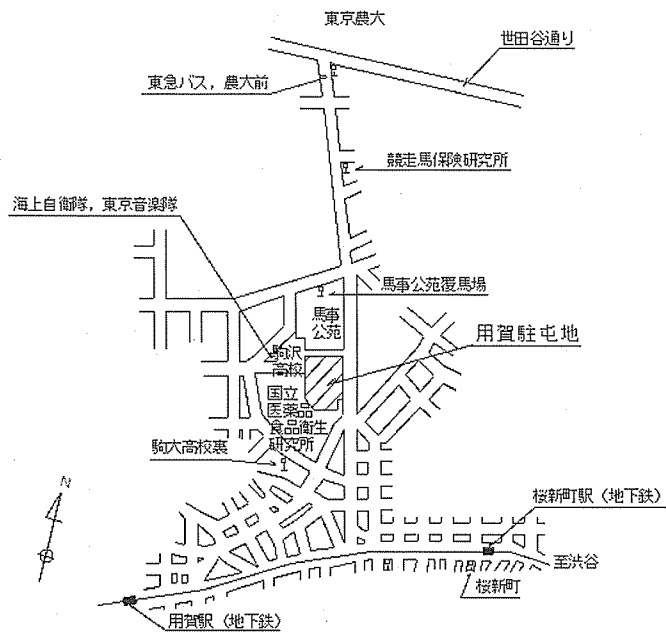 東京農大
世田谷通り
東急バス，農大前
競走馬保険研究所
海上自衛隊，東京音楽隊
馬事公苑覆馬場
馬事
公苑
用賀駐屯地
駒沢
高校
国立
医薬品
食品衛生
研究所
駒大高校裏
N
桜新町駅（地下鉄）
至渋谷
桜新町
用賀駅（地下鉄）